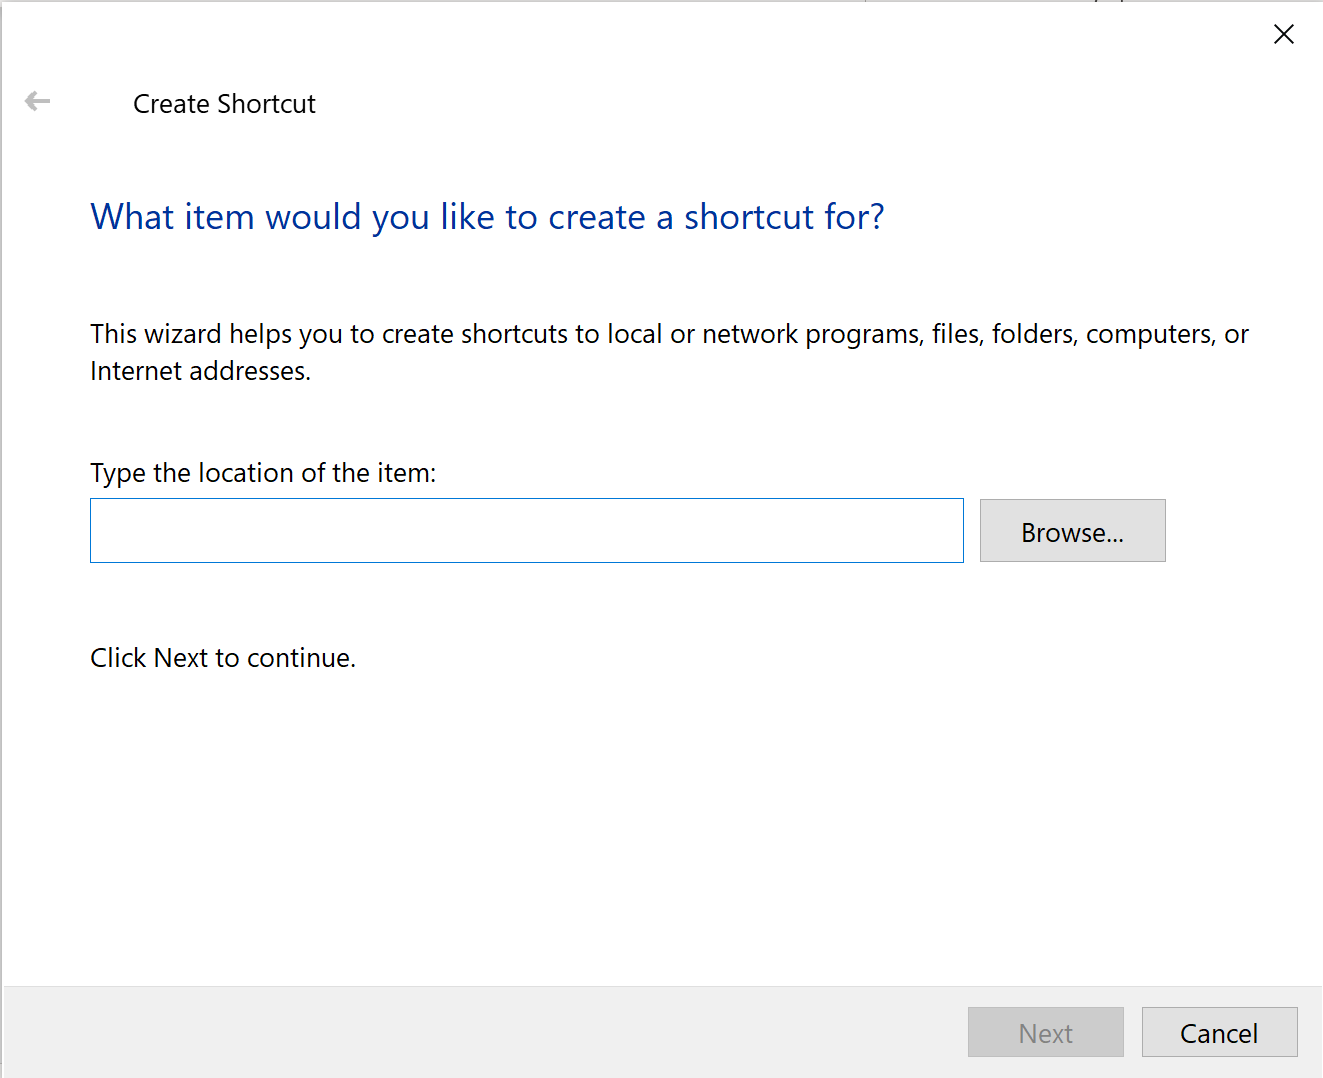 Create Shortcut
What item would you like to create a shortcut for?
This wizard helps you to create shortcuts to local or network programs, files, folders, computers, or
Internet addresses.
Type the location of the item:
Browse...
Click Next to continue.
Next
Cancel